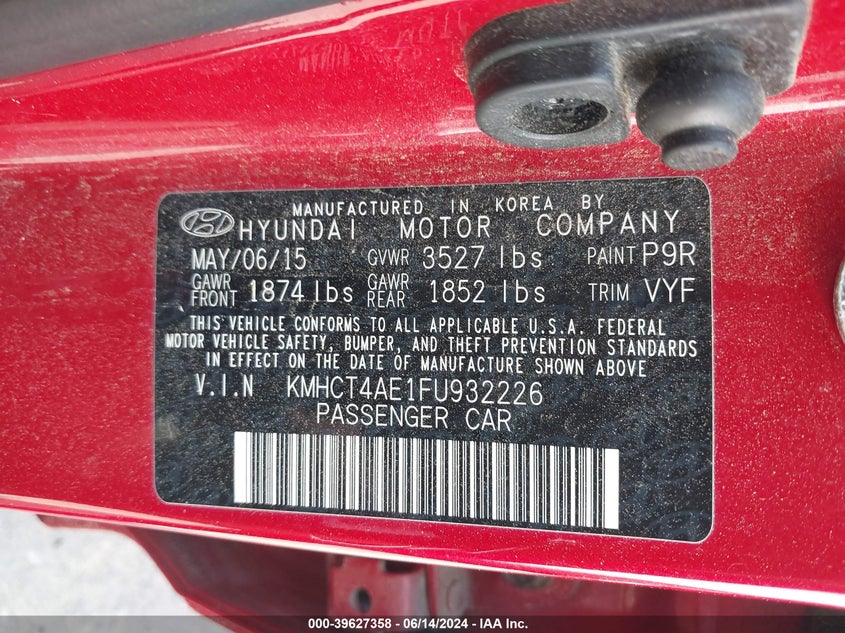 MANUFACTURED IN KOREA BY
HYUNDAI MOTOR COMPANY
MAY/06/15 GVWR 3527 lbs PAINT P9R
GAWR FRONT 1874 lbs GAWR REAR 1852 lbs TRIM VYF
THIS VEHICLE CONFORMS TO ALL APPLICABLE U.S.A. FEDERAL
MOTOR VEHICLE SAFETY, BUMPER, AND THEFT PREVENTION STANDARDS
IN EFFECT ON THE DATE OF MANUFACTURE SHOWN ABOVE
V.I.N KMHCT4AE1FU932226
PASSENGER CAR
000-39627358 - 06/14/2024 - IAA Inc.